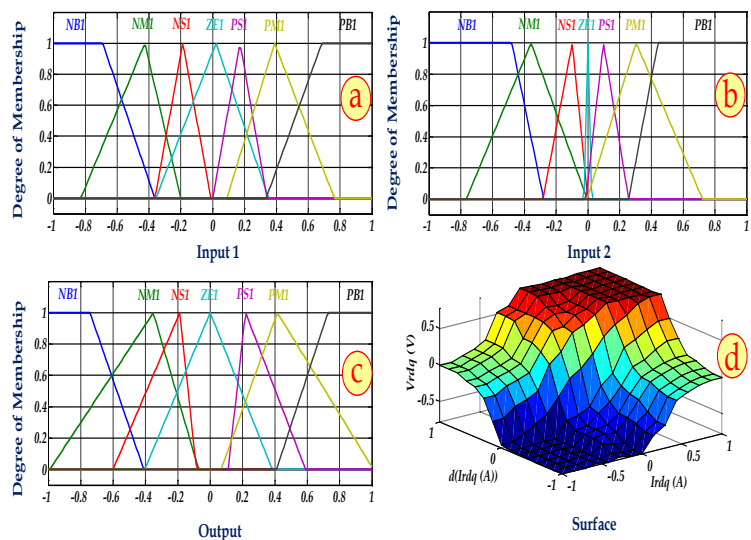 NB1 NM1 NS1 ZE1 PS1 PM1 PB1
Degree of Membership
1
0.8
0.6
0.4
0.2
0
-1 -0.8 -0.6 -0.4 -0.2 0 0.2 0.4 0.6 0.8 1
Input 1
a
NB1 NM1 NS1 ZE1 PS1 PM1 PB1
Degree of Membership
1
0.8
0.6
0.4
0.2
0
-1 -0.8 -0.6 -0.4 -0.2 0 0.2 0.4 0.6 0.8 1
Input 2
b
NB1 NM1 NS1 ZE1 PS1 PM1 PB1
Degree of Membership
1
0.8
0.6
0.4
0.2
0
-1 -0.8 -0.6 -0.4 -0.2 0 0.2 0.4 0.6 0.8 1
Output
c
Vrdq (V)
0.5
0
-0.5
1
0
-1
d(Irdq (A))
-1
-0.5
0
0.5
1
Irdq (A)
d
Surface